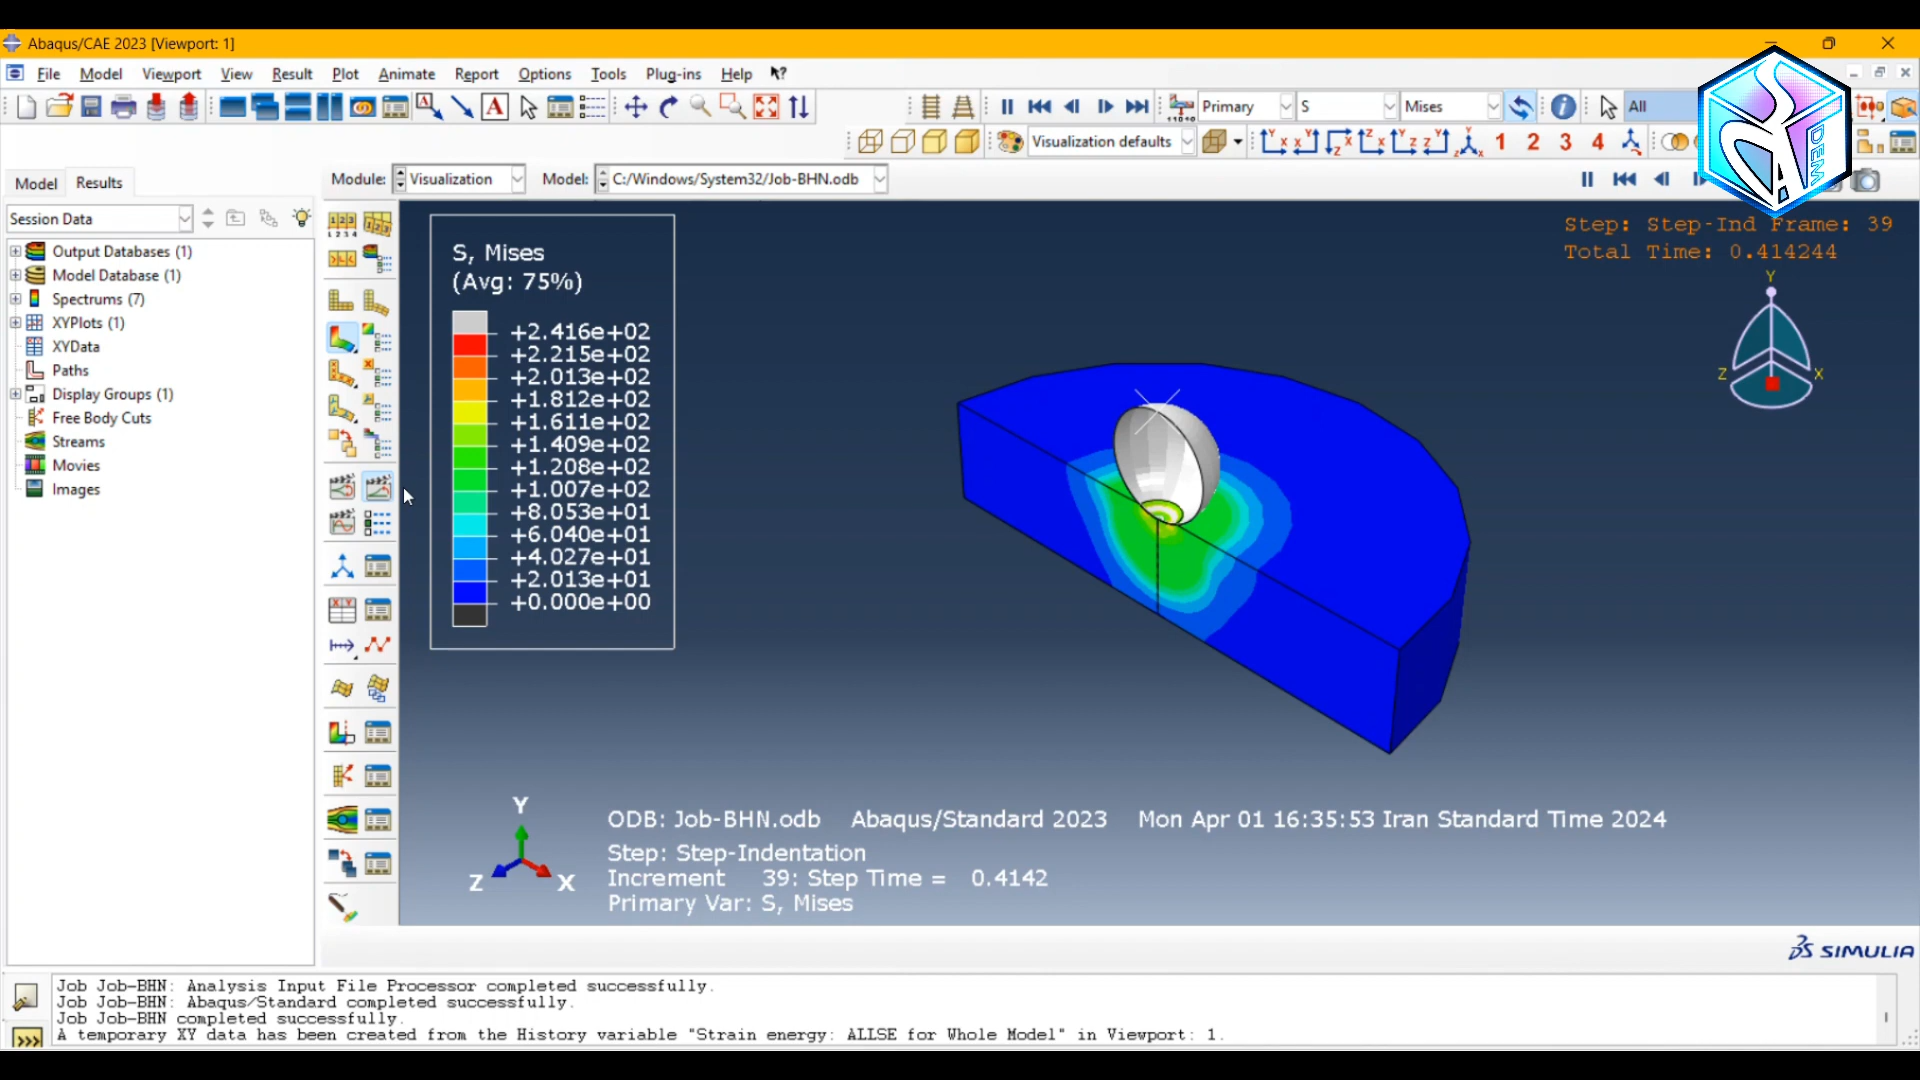 Abaqus/CAE 2023 [Viewport: 1]
File Model Viewport View Result Plot Animate Report Options Tools Plug-ins Help
Primary S Mises All
Visualization defaults
1 2 3 4
Model Results
Module: Visualization Model: C:/Windows/System32/Job-BHN.odb
Session Data
Output Databases (1)
Model Database (1)
Spectrums (7)
XYPlots (1)
XYData
Paths
Display Groups (1)
Free Body Cuts
Streams
Movies
Images
S, Mises
(Avg: 75%)
+2.416e+02
+2.215e+02
+2.013e+02
+1.812e+02
+1.611e+02
+1.409e+02
+1.208e+02
+1.007e+02
+8.053e+01
+6.040e+01
+4.027e+01
+2.013e+01
+0.000e+00
Step: Step-Ind Frame: 39
Total Time: 0.414244
Y
Z X
Y
Z X
ODB: Job-BHN.odb Abaqus/Standard 2023 Mon Apr 01 16:35:53 Iran Standard Time 2024
Step: Step-Indentation
Increment 39: Step Time = 0.4142
Primary Var: S, Mises
SIMULIA
Job Job-BHN: Analysis Input File Processor completed successfully.
Job Job-BHN: Abaqus/Standard completed successfully.
Job Job-BHN completed successfully.
A temporary XY data has been created from the History variable "Strain energy: ALLSE for Whole Model" in Viewport: 1.